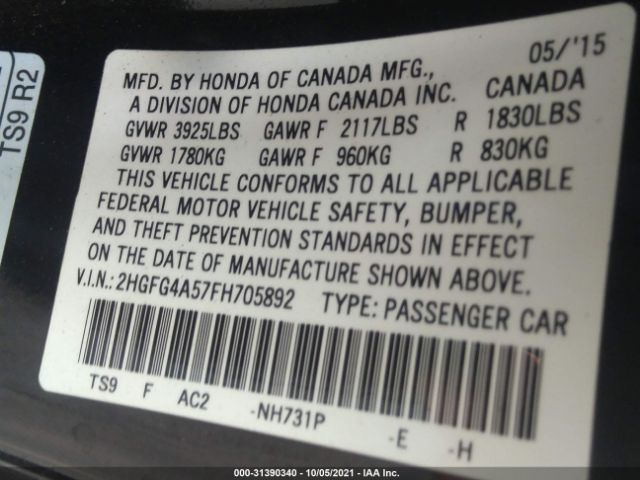 TS9 R2
05/'15
MFD. BY HONDA OF CANADA MFG.,
A DIVISION OF HONDA CANADA INC. CANADA
GVWR 3925LBS GAWR F 2117LBS R 1830LBS
GVWR 1780KG GAWR F 960KG R 830KG
THIS VEHICLE CONFORMS TO ALL APPLICABLE
FEDERAL MOTOR VEHICLE SAFETY, BUMPER,
AND THEFT PREVENTION STANDARDS IN EFFECT
ON THE DATE OF MANUFACTURE SHOWN ABOVE.
V.I.N.: 2HGFG4A57FH705892 TYPE: PASSENGER CAR
TS9 F AC2 -NH731P -E -H
000-31390340 - 10/05/2021 - IAA Inc.